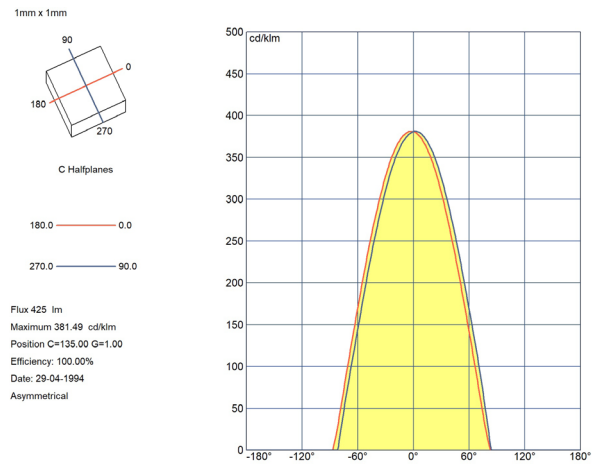 1mm x 1mm
90
0
180
270
C Halfplanes
180.0 0.0
270.0 90.0
Flux 425 lm
Maximum 381.49 cd/klm
Position C=135.00 G=1.00
Efficiency: 100.00%
Date: 29-04-1994
Asymmetrical
cd/klm
500
450
400
350
300
250
200
150
100
50
0
-180° -120° -60° 0° 60° 120° 180°